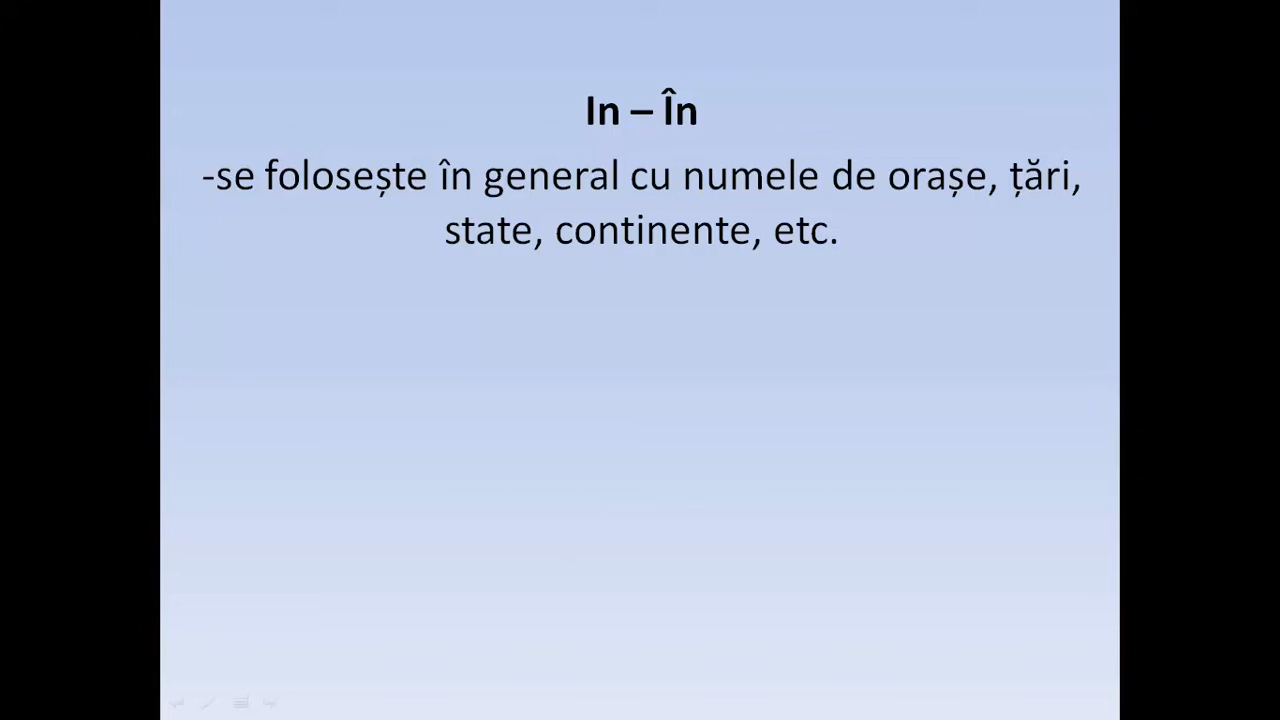 In – În
-se folosește în general cu numele de orașe, țări,
state, continente, etc.